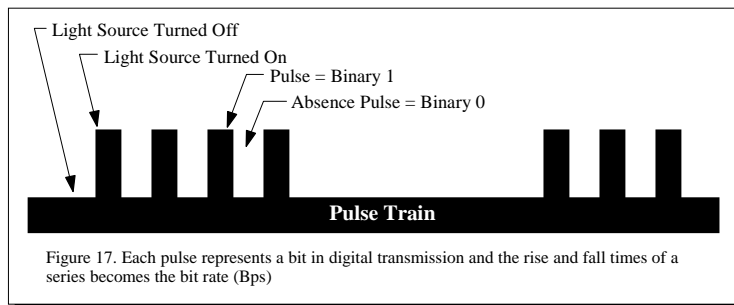 Light Source Turned Off
Light Source Turned On
Pulse = Binary 1
Absence Pulse = Binary 0
Pulse Train
Figure 17. Each pulse represents a bit in digital transmission and the rise and fall times of a
series becomes the bit rate (Bps)